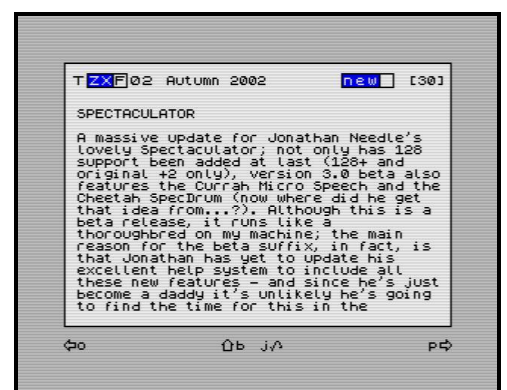 TZXF02 Autumn 2002 new [30]
SPECTACULATOR
A massive update for Jonathan Needle's
lovely Spectaculator; not only has 128
support been added at last (128+ and
original +2 only), version 3.0 beta also
features the Currah Micro Speech and the
Cheetah SpecDrum (now where did he get
that idea from...?). Although this is a
beta release, it runs like a
thoroughbred on my machine; the main
reason for the beta suffix, in fact, is
that Jonathan has yet to update his
excellent help system to include all
these new features - and since he's just
become a daddy it's unlikely he's going
to find the time for this in the
⇦o ⇧b j p⇨